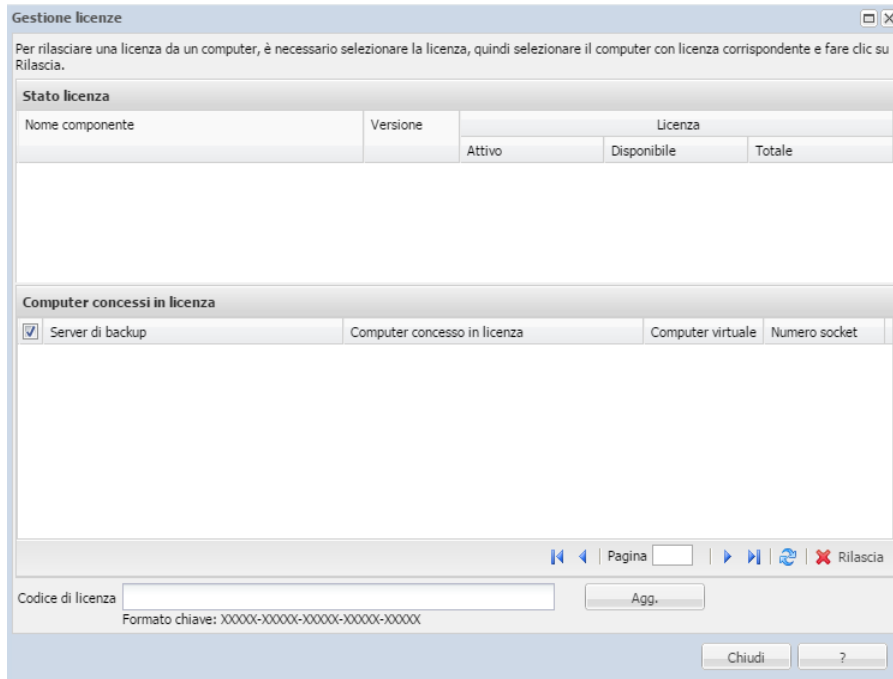 Gestione licenze
Per rilasciare una licenza da un computer, è necessario selezionare la licenza, quindi selezionare il computer con licenza corrispondente e fare clic su
Rilascia.
Stato licenza
Nome componente Versione Licenza
Attivo Disponibile Totale
Computer concessi in licenza
Server di backup Computer concesso in licenza Computer virtuale Numero socket
Pagina Rilascia
Codice di licenza Agg.
Formato chiave: XXXXX-XXXXX-XXXXX-XXXXX-XXXXX
Chiudi ?